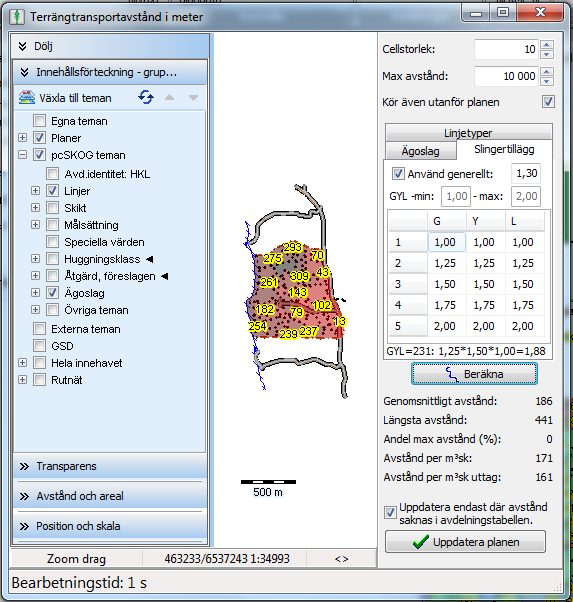 Terrängtransportavstånd i meter
Dölj
Innehållsförteckning - grup...
Växla till teman
Egna teman
Planer
pcSKOG teman
Avd.identitet: HKL
Linjer
Skikt
Målsättning
Speciella värden
Huggningsklass
Åtgärd, föreslagen
Ägoslag
Övriga teman
Externa teman
GSD
Hela innehavet
Rutnät
Transparens
Avstånd och areal
Position och skala
293
275
70
43
309
261
143
182
102
79
254
13
237
239
500 m
Zoom drag
463233/6537243 1:34993
<>
Bearbetningstid: 1 s
Cellstorlek: 10
Max avstånd: 10 000
Kör även utanför planen
Linjetyper
Ägoslag Slingertillägg
Använd generellt: 1,30
GYL -min: 1,00 - max: 2,00
G Y L
1 1,00 1,00 1,00
2 1,25 1,25 1,25
3 1,50 1,50 1,50
4 1,75 1,75 1,75
5 2,00 2,00 2,00
GYL=231: 1,25*1,50*1,00=1,88
Beräkna
Genomsnittligt avstånd: 186
Längsta avstånd: 441
Andel max avstånd (%): 0
Avstånd per m³sk: 171
Avstånd per m³sk uttag: 161
Uppdatera endast där avstånd
saknas i avdelningstabellen.
Uppdatera planen